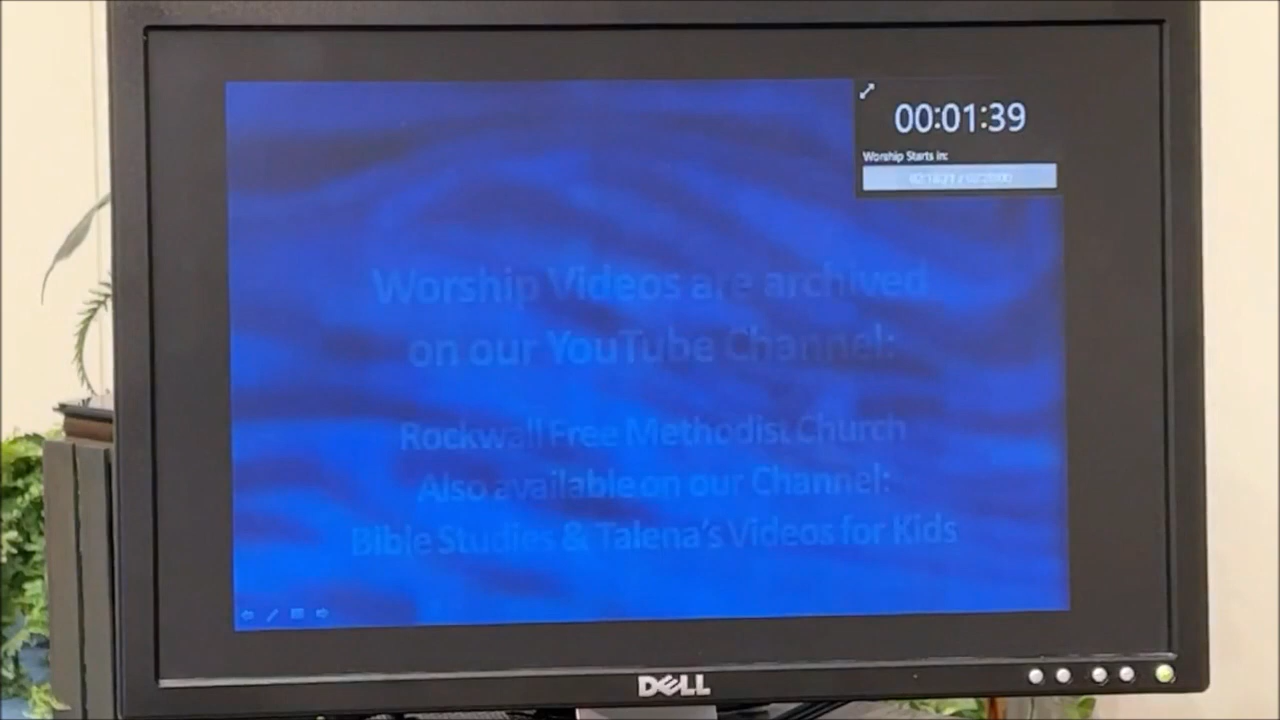 00:01:39
Worship Starts in:
Worship Videos are archived
on our YouTube Channel:
Rockwall Free Methodist Church
Also available on our Channel:
Bible Studies & Talena's Videos for Kids
DELL